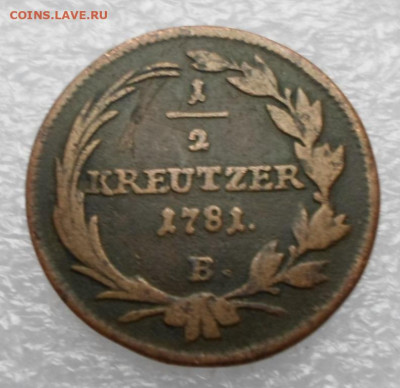 COINS.LAVE.RU
1
2
KREUTZER
1781.
B.